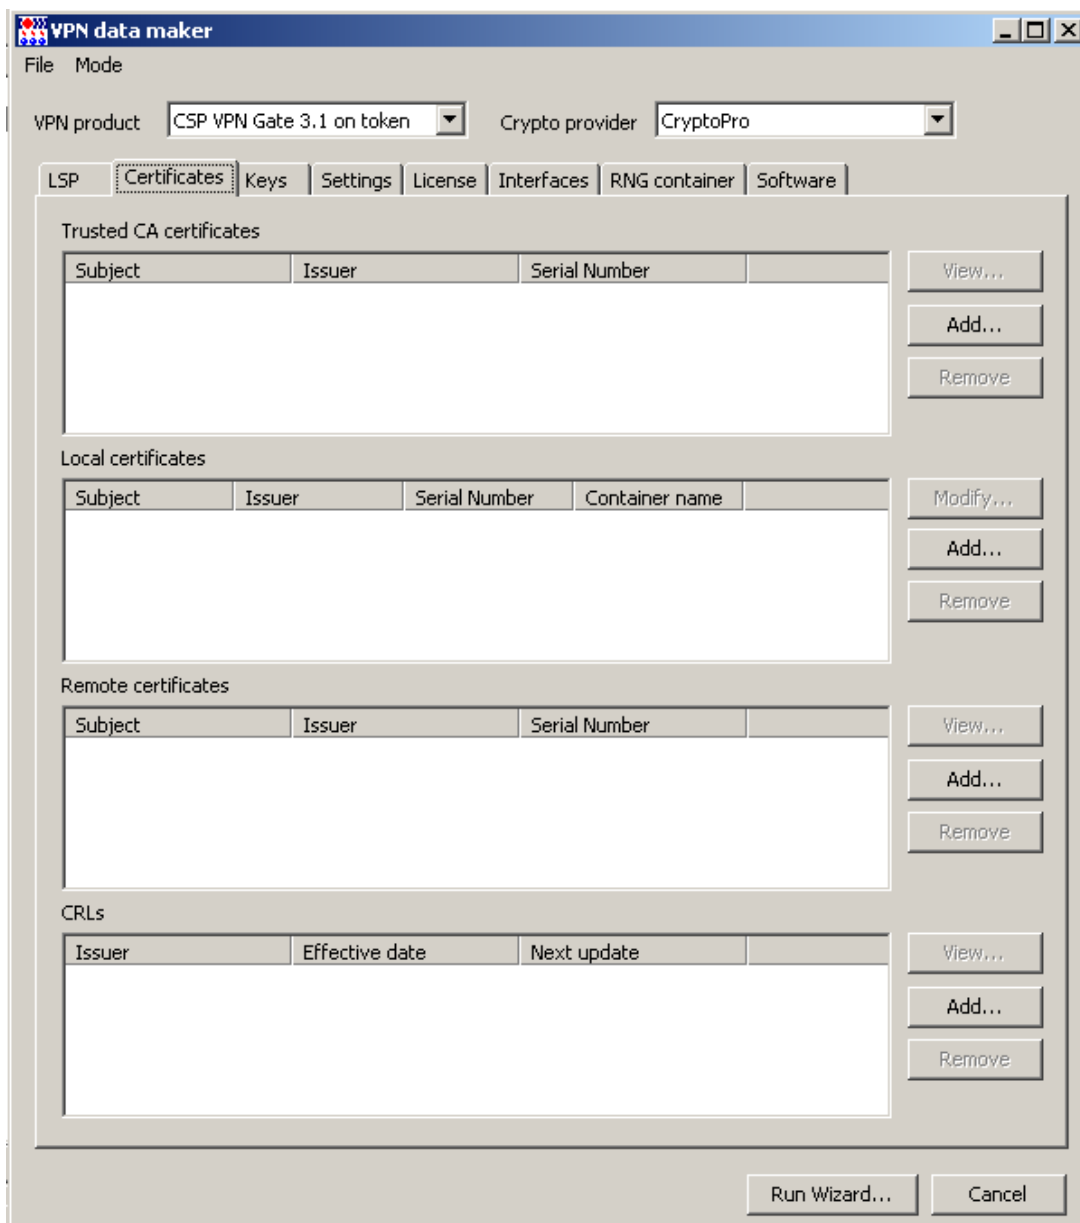 VPN data maker
File Mode
VPN product CSP VPN Gate 3.1 on token Crypto provider CryptoPro
LSP Certificates Keys Settings License Interfaces RNG container Software
Trusted CA certificates
Subject Issuer Serial Number View...
Add...
Remove
Local certificates
Subject Issuer Serial Number Container name Modify...
Add...
Remove
Remote certificates
Subject Issuer Serial Number View...
Add...
Remove
CRLs
Issuer Effective date Next update View...
Add...
Remove
Run Wizard... Cancel